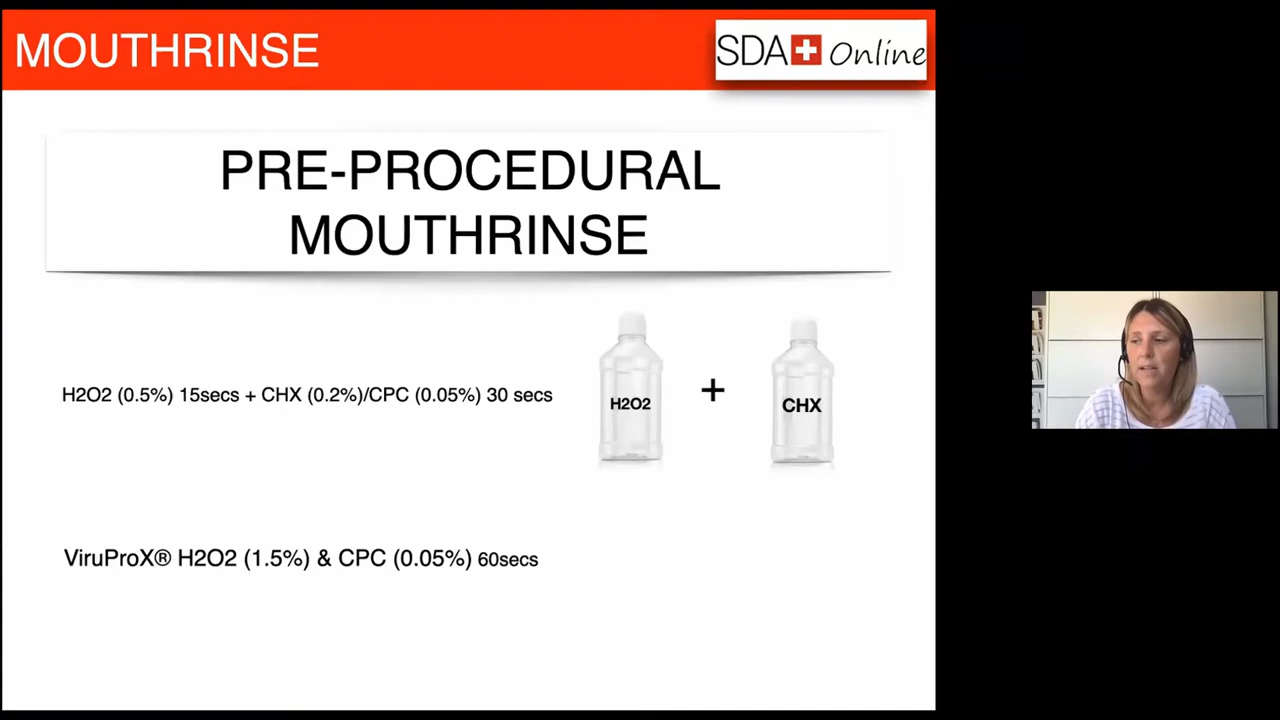 MOUTHRINSE
SDA Online
PRE-PROCEDURAL
MOUTHRINSE
H2O2 (0.5%) 15secs + CHX (0.2%)/CPC (0.05%) 30 secs
H2O2
+
CHX
ViruProX® H2O2 (1.5%) & CPC (0.05%) 60secs